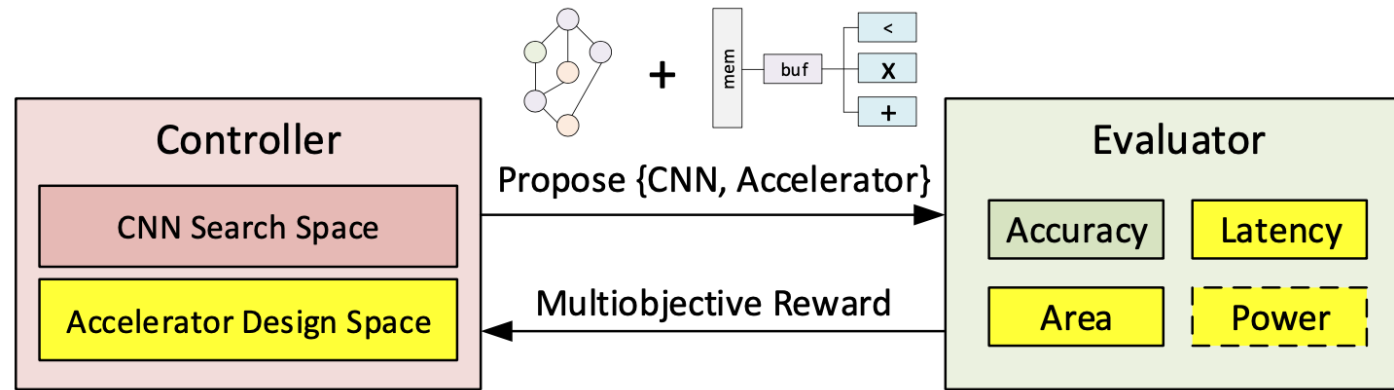 +
mem
buf
<
X
+
Controller
CNN Search Space
Accelerator Design Space
Propose {CNN, Accelerator}
Multiobjective Reward
Evaluator
Accuracy
Latency
Area
Power